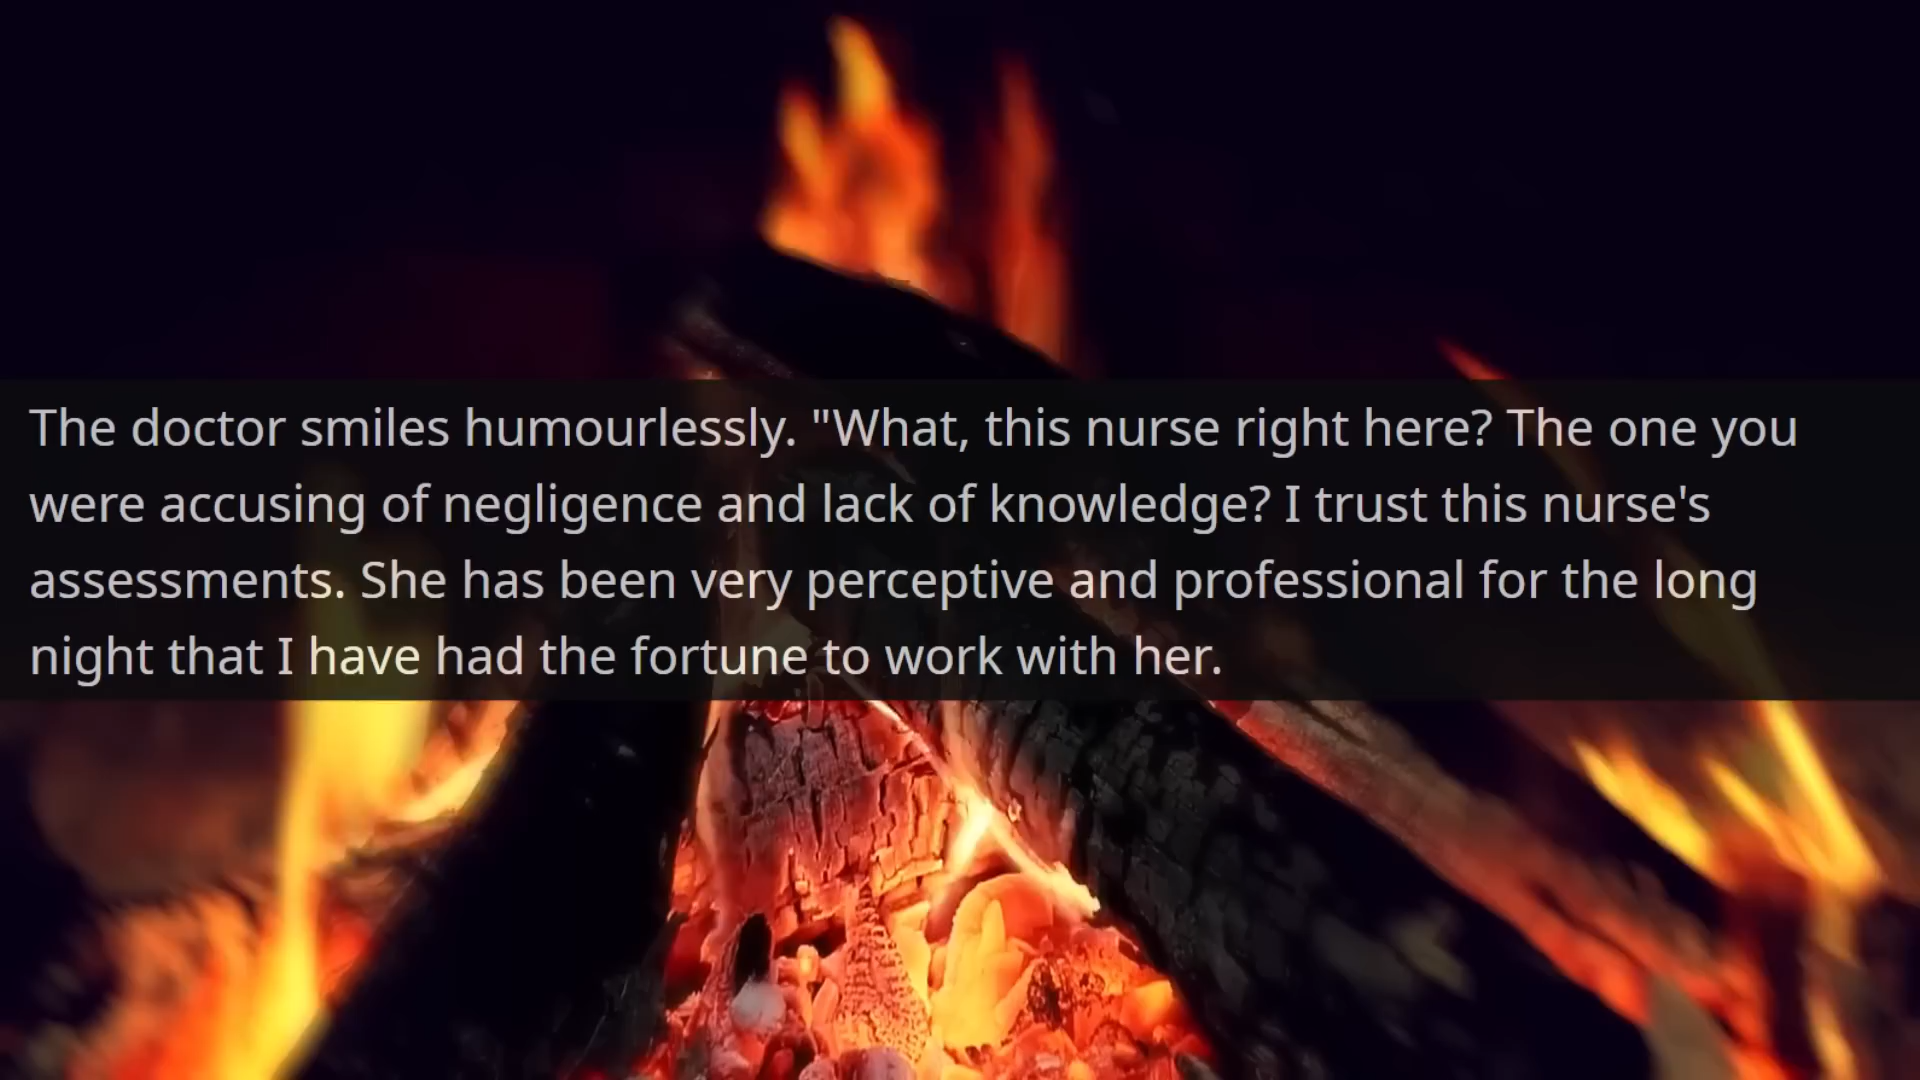 The doctor smiles humourlessly. "What, this nurse right here? The one you
were accusing of negligence and lack of knowledge? I trust this nurse's
assessments. She has been very perceptive and professional for the long
night that I have had the fortune to work with her.